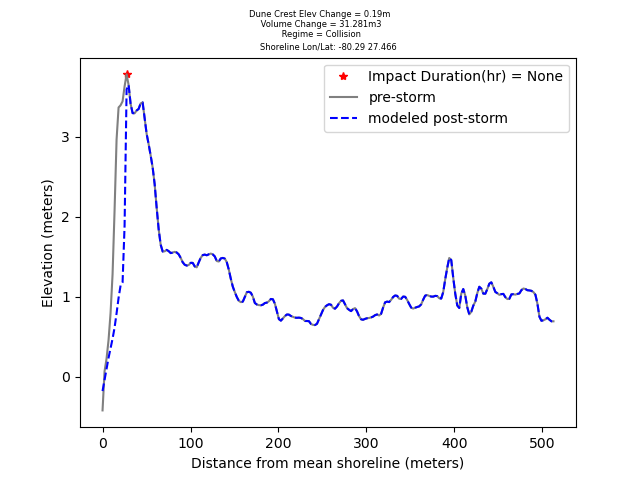 Dune Crest Elev Change = 0.19m
Volume Change = 31.281m3
Regime = Collision
Shoreline Lon/Lat: -80.29 27.466
Impact Duration(hr) = None
pre-storm
modeled post-storm
Elevation (meters)
3
2
1
0
0 100 200 300 400 500
Distance from mean shoreline (meters)